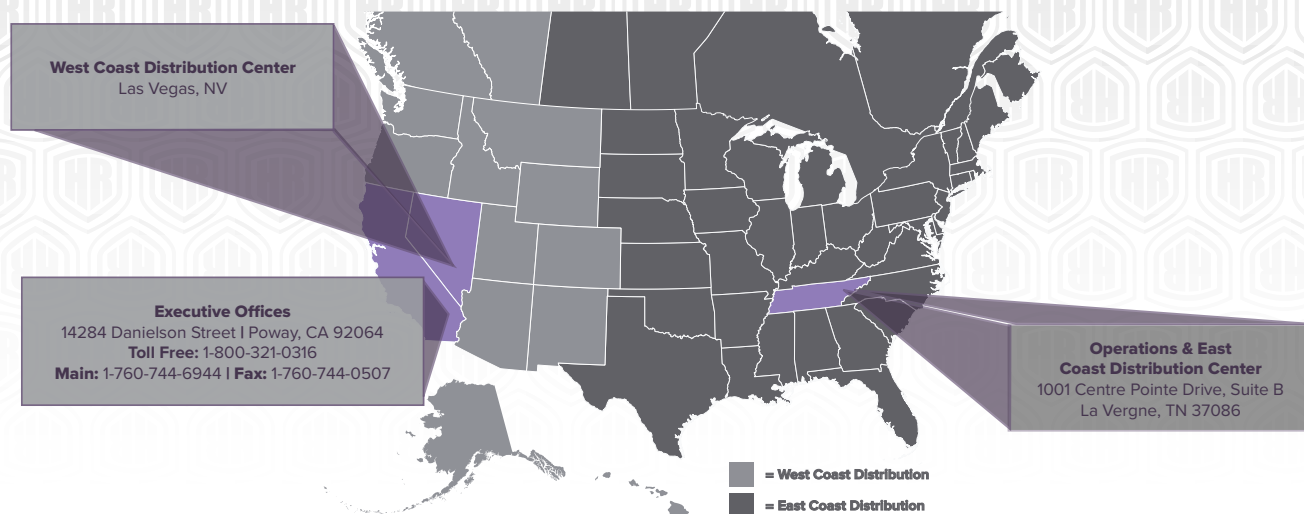 West Coast Distribution Center
Las Vegas, NV
Executive Offices
14284 Danielson Street | Poway, CA 92064
Toll Free: 1-800-321-0316
Main: 1-760-744-6944 | Fax: 1-760-744-0507
Operations & East
Coast Distribution Center
1001 Centre Pointe Drive, Suite B
La Vergne, TN 37086
= West Coast Distribution
= East Coast Distribution